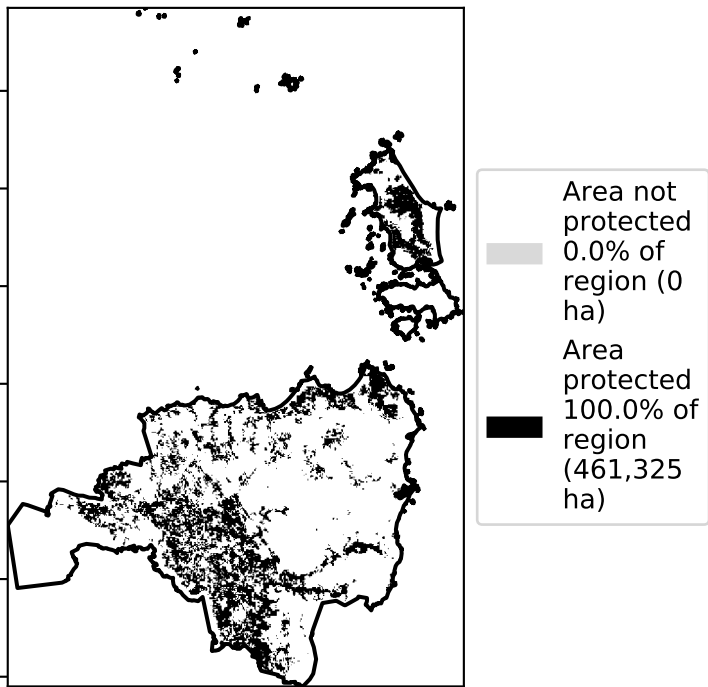 Area not
protected
0.0% of
region (0
ha)
Area
protected
100.0% of
region
(461,325
ha)